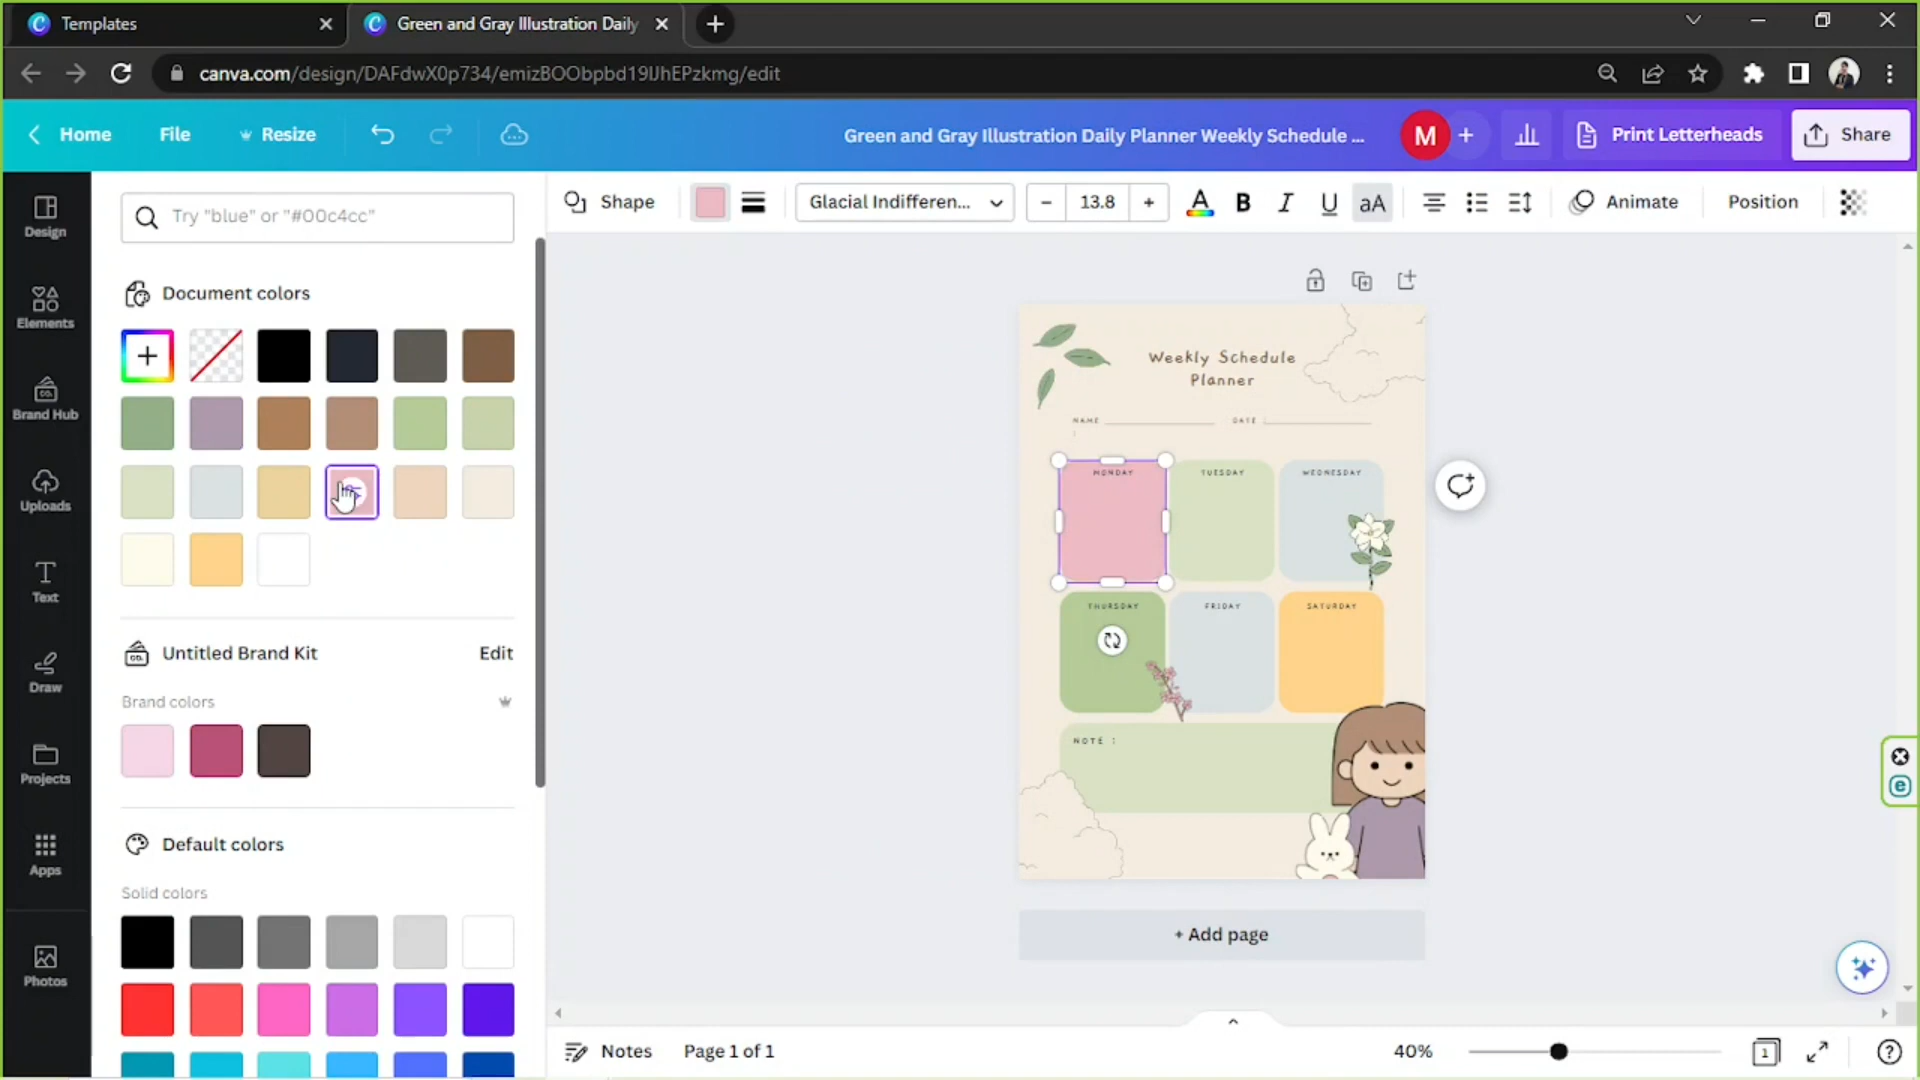 Templates
Green and Gray Illustration Daily
canva.com/design/DAFdwX0p734/emizBOObpbd19lJhEPzkmg/edit
Home
File
Resize
Green and Gray Illustration Daily Planner Weekly Schedule ...
M
Print Letterheads
Share
Design
Elements
Brand Hub
Uploads
Text
Draw
Projects
Apps
Photos
Try "blue" or "#00c4cc"
Document colors
Untitled Brand Kit
Edit
Brand colors
Default colors
Solid colors
Shape
Glacial Indifferen...
13.8
A
B
I
U
aA
Animate
Position
Weekly Schedule
Planner
NAME
DATE
MONDAY
TUESDAY
WEDNESDAY
THURSDAY
FRIDAY
SATURDAY
NOTE :
+ Add page
Notes
Page 1 of 1
40%
1